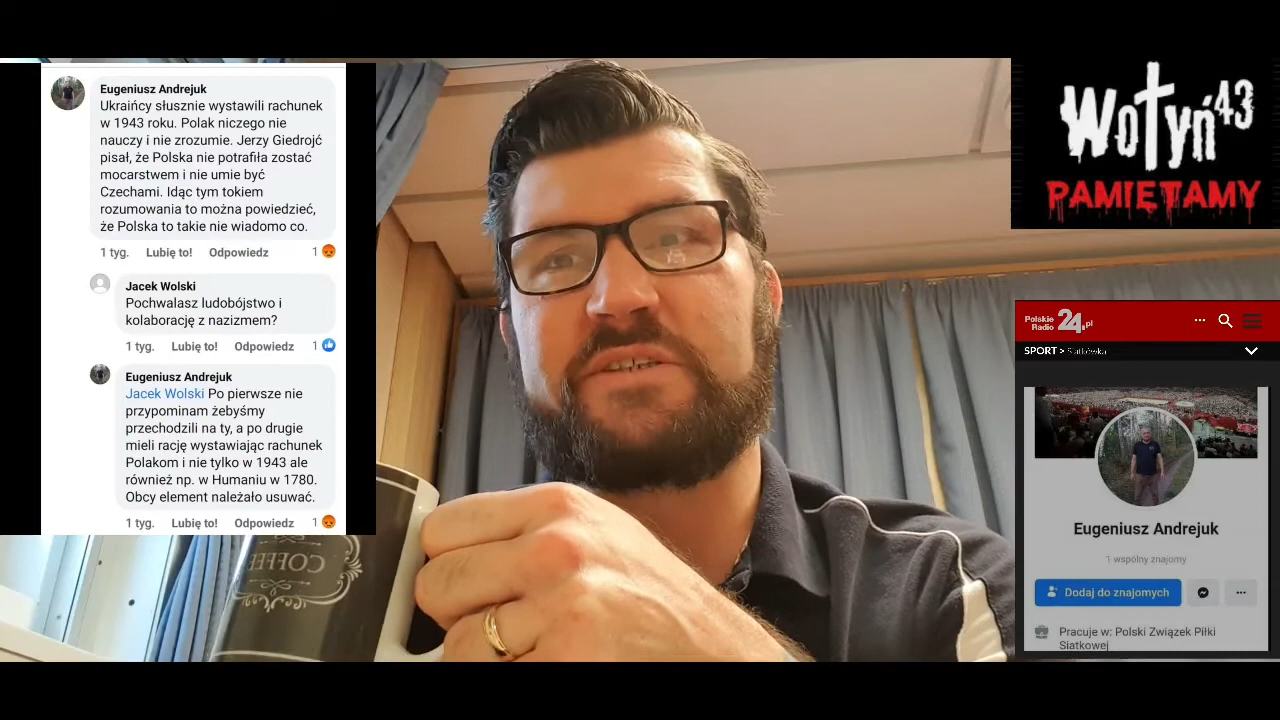 Eugeniusz Andrejuk
Ukraińcy słusznie wystawili rachunek
w 1943 roku. Polak niczego nie
nauczy i nie zrozumie. Jerzy Giedrojć
pisał, że Polska nie potrafiła zostać
mocarstwem i nie umie być
Czechami. Idąc tym tokiem
rozumowania to można powiedzieć,
że Polska to takie nie wiadomo co.
1 tyg. Lubię to! Odpowiedz 1
Jacek Wolski
Pochwalasz ludobójstwo i
kolaborację z nazizmem?
1 tyg. Lubię to! Odpowiedz 1
Eugeniusz Andrejuk
Jacek Wolski Po pierwsze nie
przypominam żebyśmy
przechodzili na ty, a po drugie
mieli rację wystawiając rachunek
Polakom i nie tylko w 1943 ale
również np. w Humaniu w 1780.
Obcy element należało usuwać.
1 tyg. Lubię to! Odpowiedz 1
COFFEE
Wołyń'43
PAMIĘTAMY
Polskie
Radio 24.pl
SPORT > Siatkówka
Eugeniusz Andrejuk
1 wspólny znajomy
Dodaj do znajomych
Pracuje w: Polski Związek Piłki
Siatkowej